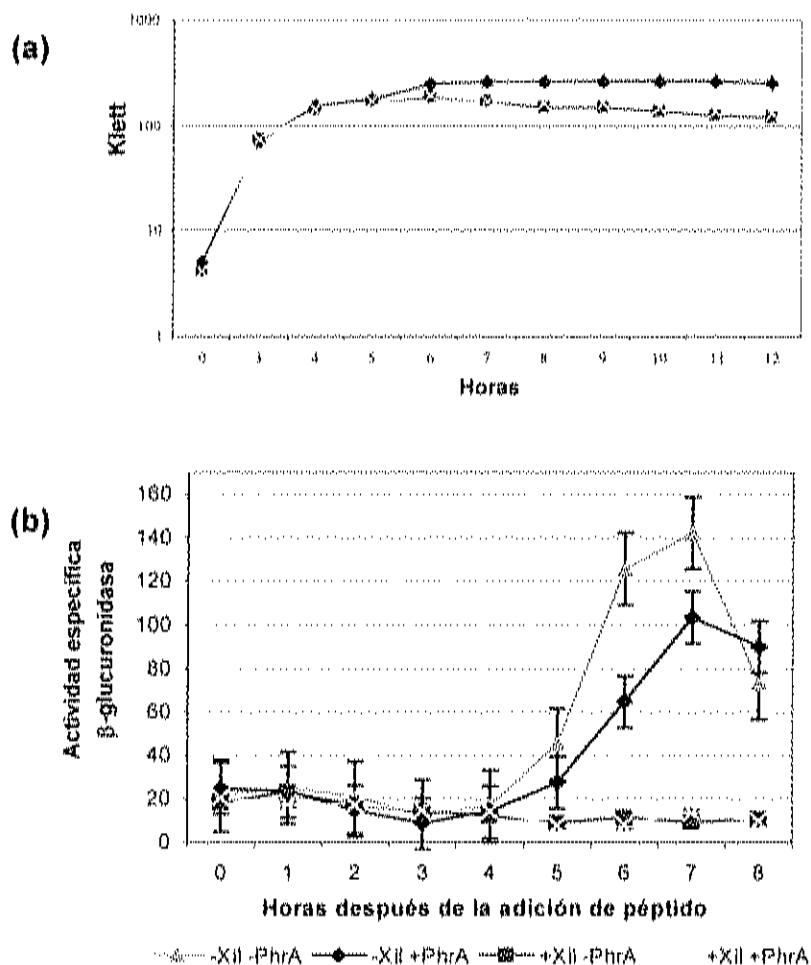 (a)
Klett
1000
100
10
1
0 3 4 5 6 7 8 9 10 11 12
Horas
(b)
Actividad específica
β-glucuronidasa
160
140
120
100
80
60
40
20
0
0 1 2 3 4 5 6 7 8
Horas después de la adición de péptido
-Xil -PhrA -Xil +PhrA +Xil -PhrA +Xil +PhrA